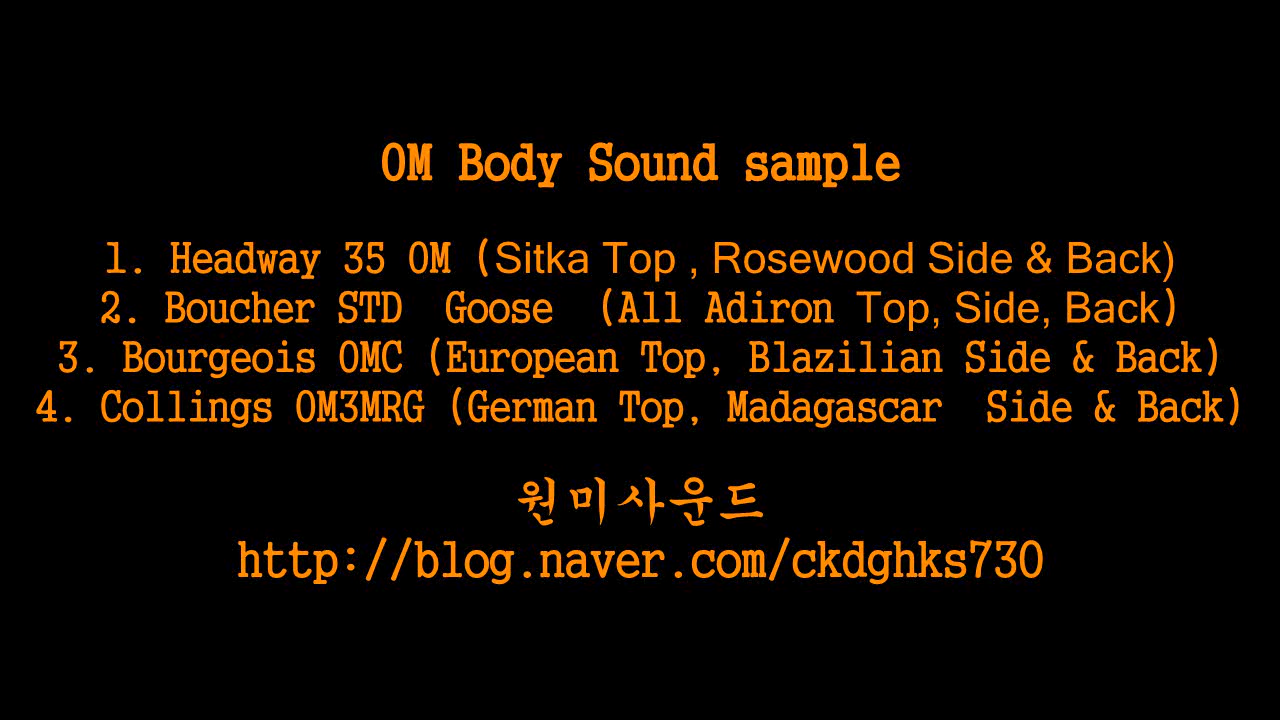 OM Body Sound sample
1. Headway 35 OM (Sitka Top , Rosewood Side & Back)
2. Boucher STD  Goose  (All Adiron Top, Side, Back)
3. Bourgeois OMC (European Top, Blazilian Side & Back)
4. Collings OM3MRG (German Top, Madagascar  Side & Back)
원미사운드
http://blog.naver.com/ckdghks730